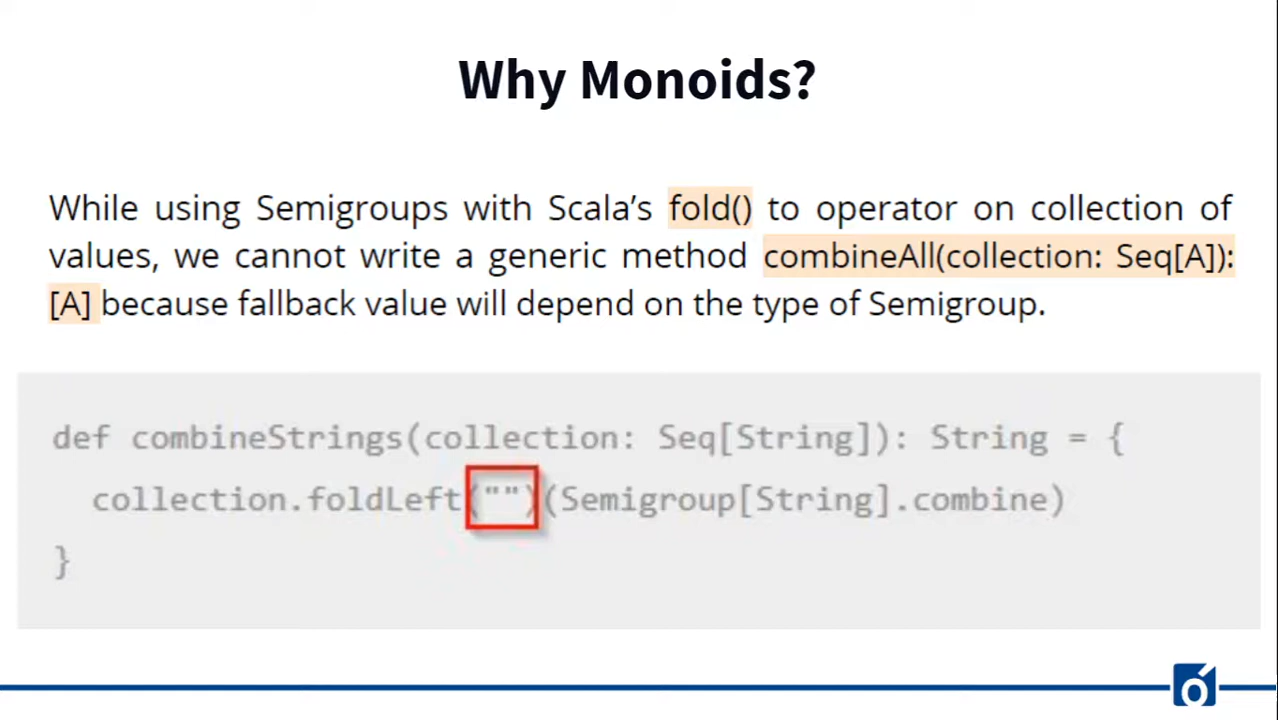 Why Monoids?
While using Semigroups with Scala’s fold() to operator on collection of
values, we cannot write a generic method combineAll(collection: Seq[A]):
[A] because fallback value will depend on the type of Semigroup.
def combineStrings(collection: Seq[String]): String = {
  collection.foldLeft("")(Semigroup[String].combine)
}